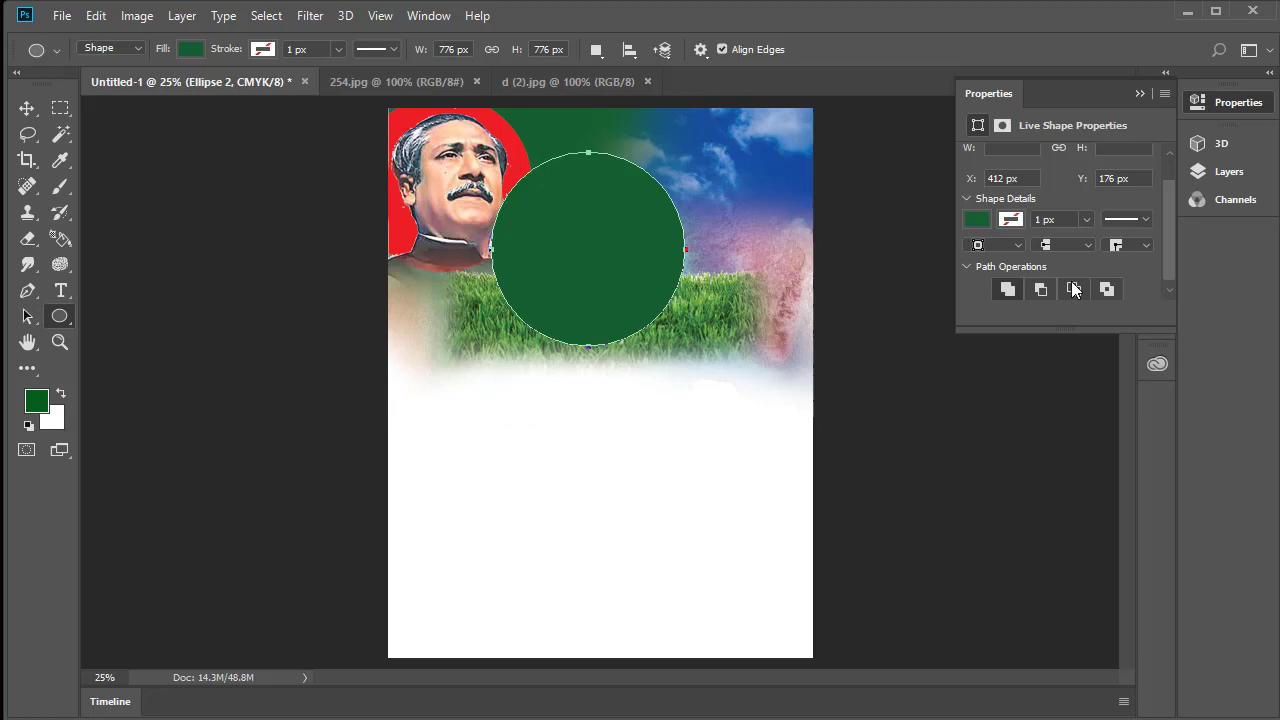 Ps File Edit Image Layer Type Select Filter 3D View Window Help
Shape Fill: Stroke: 1 px W: 776 px H: 776 px Align Edges
Untitled-1 @ 25% (Ellipse 2, CMYK/8) * × 254.jpg @ 100% (RGB/8#) × d (2).jpg @ 100% (RGB/8) ×
Properties
Live Shape Properties
W: H:
X: 412 px Y: 176 px
Shape Details
1 px
Path Operations
Properties
3D
Layers
Channels
T
25% Doc: 14.3M/48.8M
Timeline